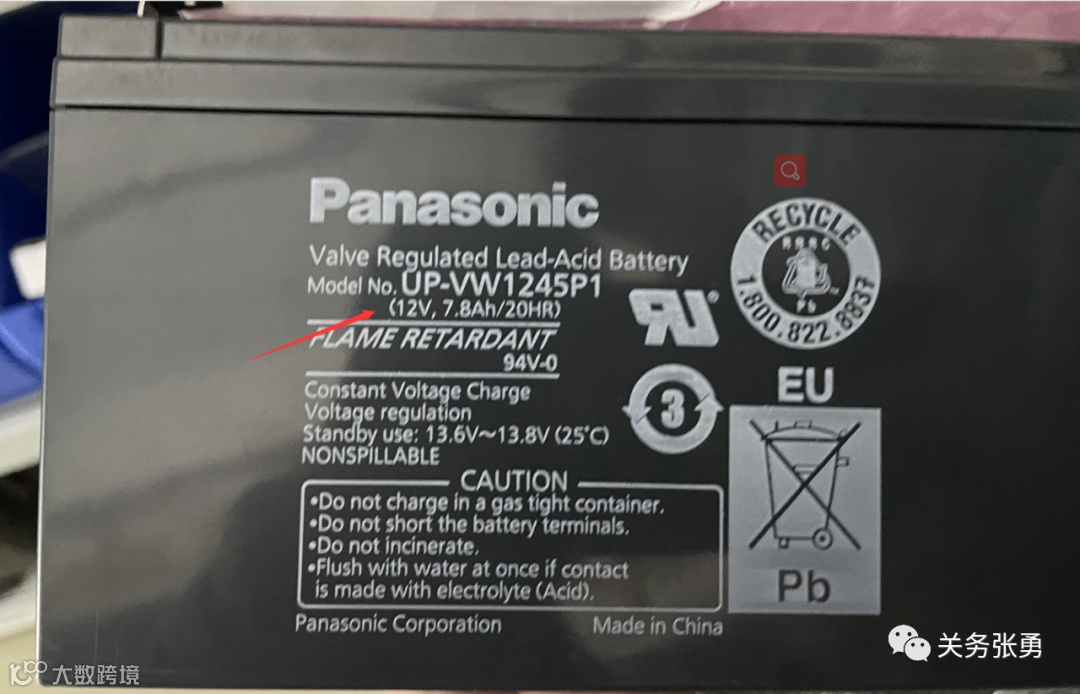 Panasonic
Valve Regulated Lead-Acid Battery
Model No. UP-VW1245P1
(12V, 7.8Ah/20HR)
FLAME RETARDANT
94V-0
Constant Voltage Charge
Voltage regulation
Standby use: 13.6V～13.8V (25°C)
NONSPILLABLE
RECYCLE
Pb
1.800.822.8837
3
EU
Pb
CAUTION
•Do not charge in a gas tight container.
•Do not short the battery terminals.
•Do not incinerate.
•Flush with water at once if contact
is made with electrolyte (Acid).
Panasonic Corporation
Made in China
关务张勇
大数跨境